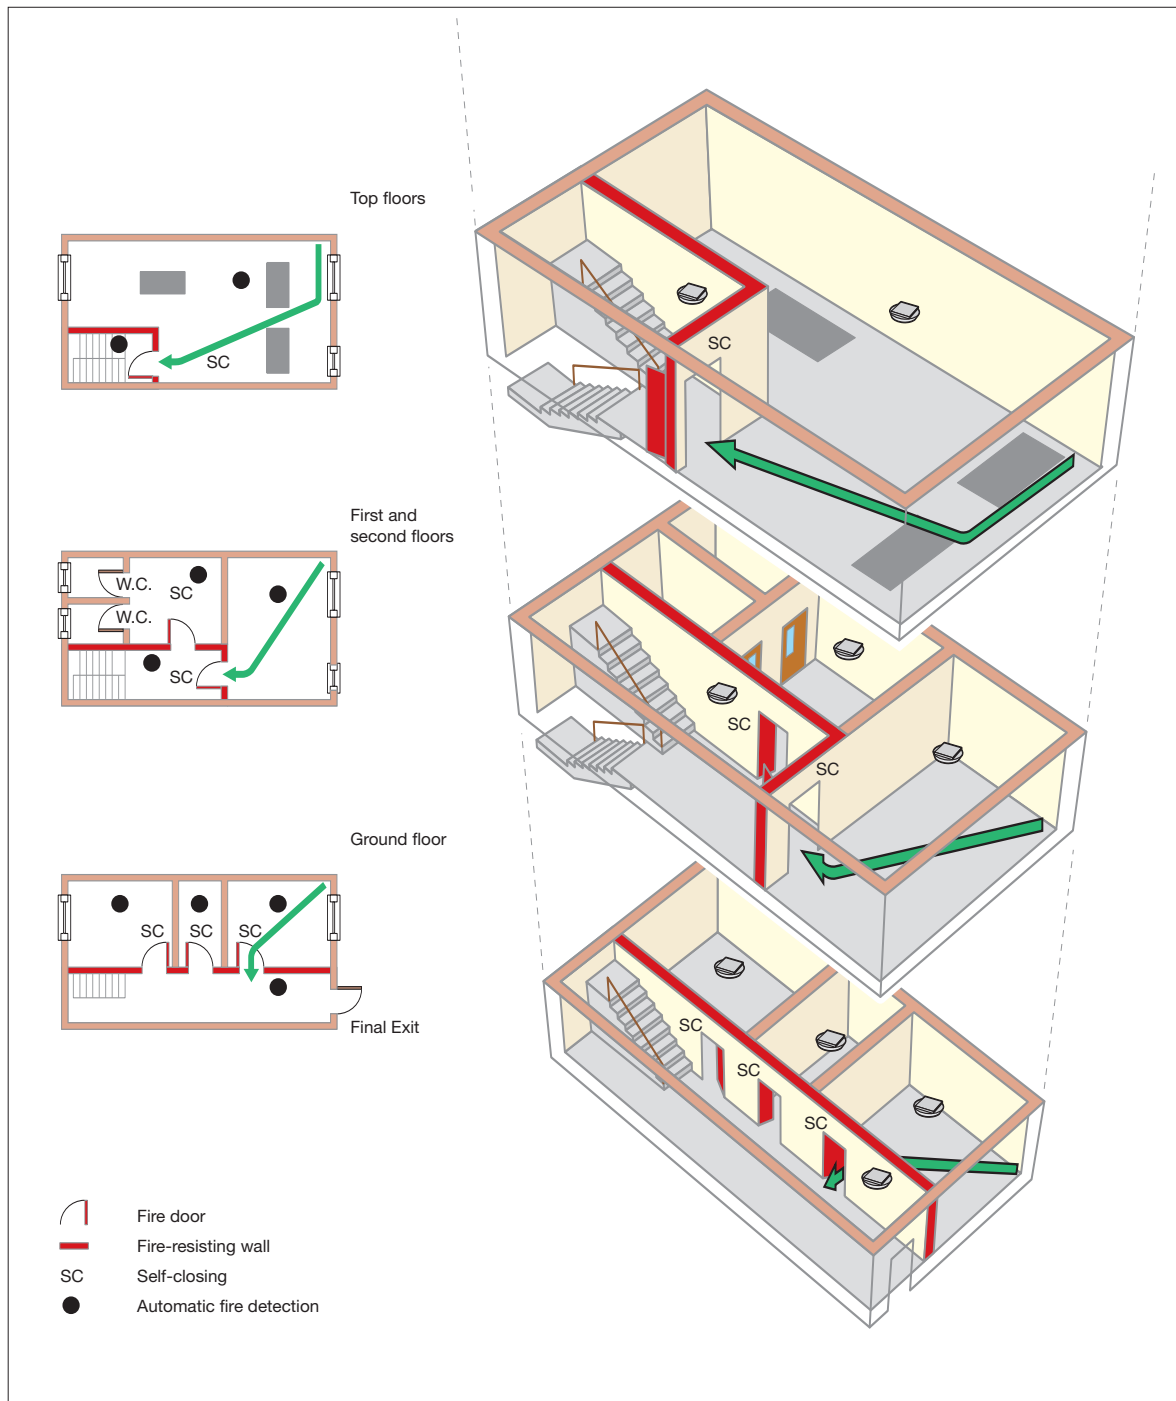 Top floors
SC
SC
First and
second floors
W.C.
SC
W.C.
SC
SC
SC
Ground floor
SC
SC
SC
Final Exit
SC
SC
SC
Fire door
Fire-resisting wall
SC
Self-closing
Automatic fire detection